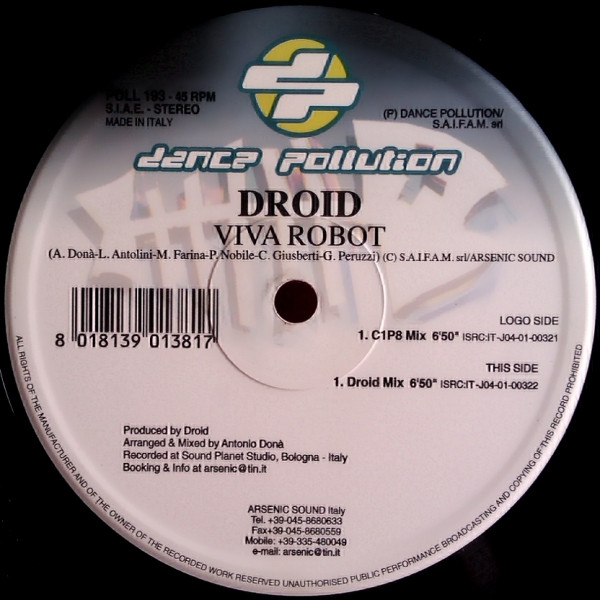 POLL 193 - 45 RPM
S.I.A.E. - STEREO
MADE IN ITALY
(P) DANCE POLLUTION/
S.A.I.F.A.M. srl
dance pollution
DROID
VIVA ROBOT
(A. Donà-L. Antolini-M. Farina-P. Nobile-C. Giusberti-G. Peruzzi) (C) S.A.I.F.A.M. srl/ARSENIC SOUND
8 018139 013817
LOGO SIDE
1. C1P8 Mix 6'50" ISRC:IT-J04-01-00321
THIS SIDE
1. Droid Mix 6'50" ISRC:IT-J04-01-00322
Produced by Droid
Arranged & Mixed by Antonio Donà
Recorded at Sound Planet Studio, Bologna - Italy
Booking & Info at arsenic@tin.it
ARSENIC SOUND Italy
Tel. +39-045-8680633
Fax+39-045-8680559
Mobile: +39-335-480049
e-mail: arsenic@tin.it
ALL RIGHTS OF THE MANUFACTURER AND OF THE OWNER OF THE RECORDED WORK RESERVED UNAUTHORISED PUBLIC PERFORMANCE BROADCASTING AND COPYING OF THIS RECORD PROHIBITED